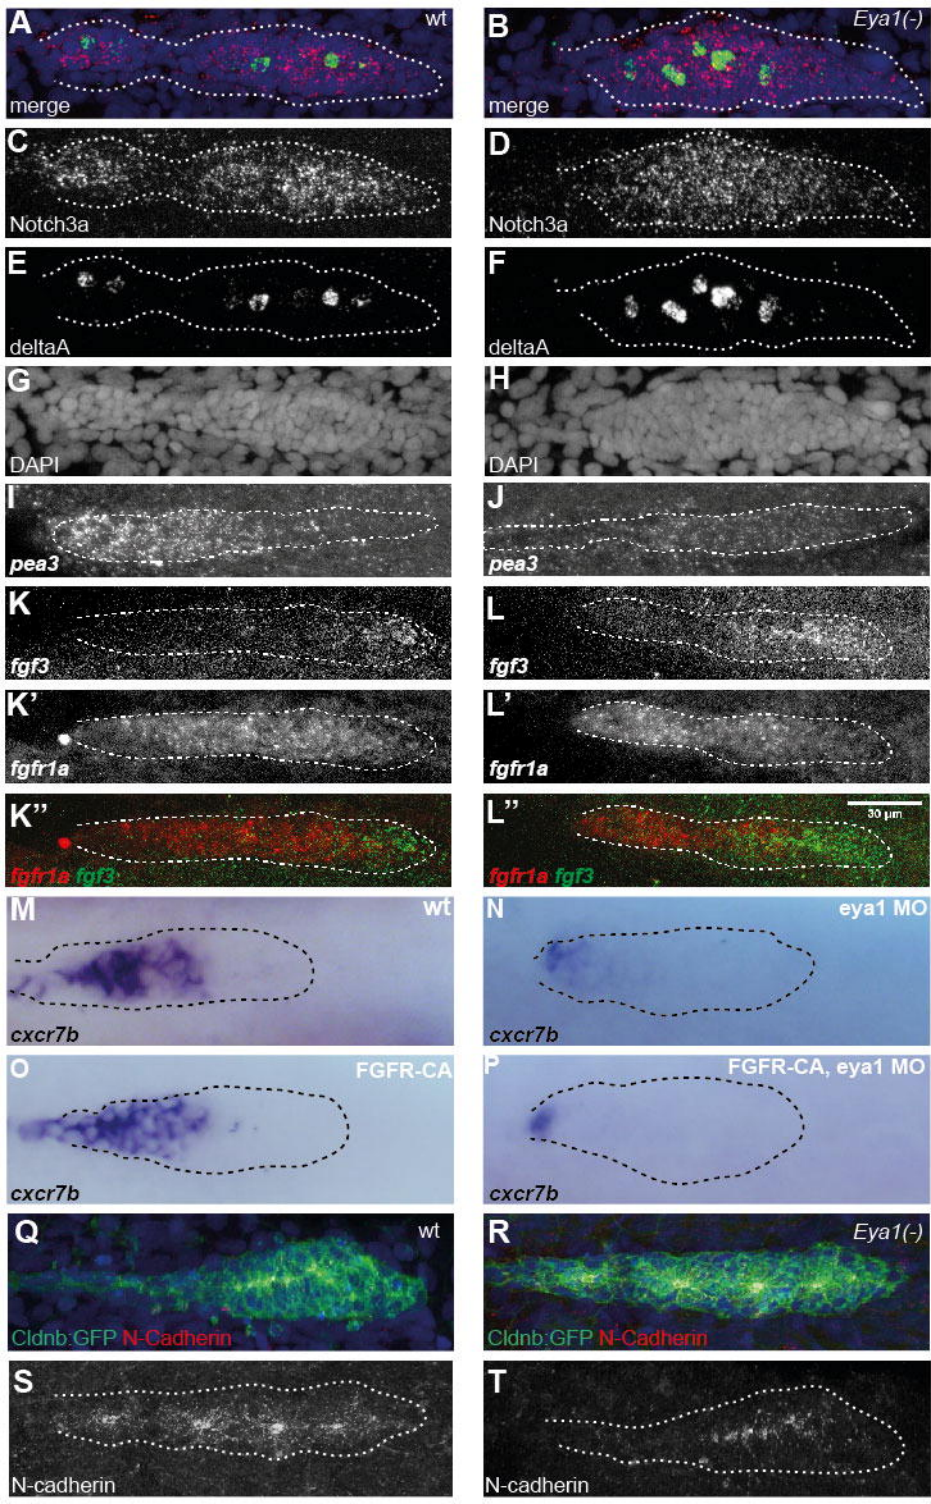 A wt
merge
B Eya1(-)
merge
C
Notch3a
D
Notch3a
E
deltaA
F
deltaA
G
DAPI
H
DAPI
I
pea3
J
pea3
K
fgf3
L
fgf3
K’
fgfr1a
L’
fgfr1a
K’’
fgfr1a fgf3
L’’
30 µm
fgfr1a fgf3
M wt
cxcr7b
N eya1 MO
cxcr7b
O FGFR-CA
cxcr7b
P FGFR-CA, eya1 MO
cxcr7b
Q wt
Cldnb:GFP N-Cadherin
R Eya1(-)
Cldnb:GFP N-Cadherin
S
N-cadherin
T
N-cadherin